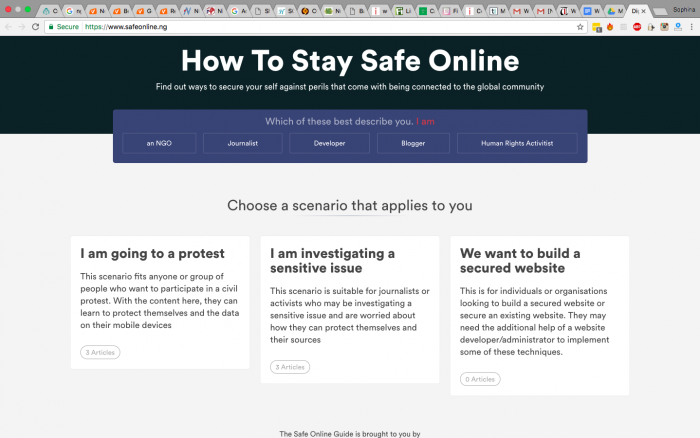 Sophina
Secure https://www.safeonline.ng
How To Stay Safe Online
Find out ways to secure your self against perils that come with being connected to the global community
Which of these best describe you. I am
an NGO
Journalist
Developer
Blogger
Human Rights Activitist
Choose a scenario that applies to you
I am going to a protest
This scenario fits anyone or group of
people who want to participate in a civil
protest. With the content here, they can
learn to protect themselves and the data
on their mobile devices
3 Articles
I am investigating a
sensitive issue
This scenario is suitable for journalists or
activists who may be investigating a
sensitive issue and are worried about
how they can protect themselves and
their sources
3 Articles
We want to build a
secured website
This is for individuals or organisations
looking to build a secured website or
secure an existing website. They may
need the additional help of a website
developer/administrator to implement
some of these techniques.
0 Articles
The Safe Online Guide is brought to you by